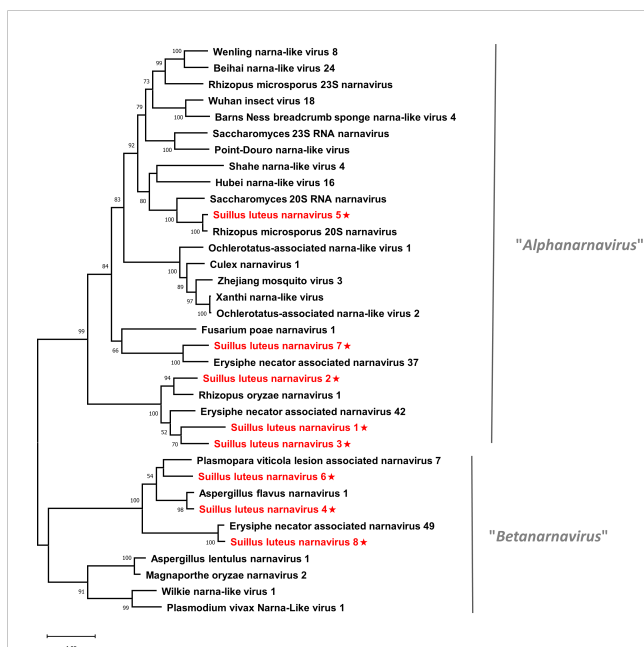 Wenling narna-like virus 8
Beihai narna-like virus 24
Rhizopus microsporus 23S narnavirus
Wuhan insect virus 18
Barns Ness breadcrumb sponge narna-like virus 4
Saccharomyces 23S RNA narnavirus
Point-Douro narna-like virus
Shahe narna-like virus 4
Hubei narna-like virus 16
Saccharomyces 20S RNA narnavirus
Suillus luteus narnavirus 5★
Rhizopus microsporus 20S narnavirus
Ochlerotatus-associated narna-like virus 1
Culex narnavirus 1
Zhejiang mosquito virus 3
Xanthi narna-like virus
Ochlerotatus-associated narna-like virus 2
Fusarium poae narnavirus 1
Suillus luteus narnavirus 7★
Erysiphe necator associated narnavirus 37
Suillus luteus narnavirus 2★
Rhizopus oryzae narnavirus 1
Erysiphe necator associated narnavirus 42
Suillus luteus narnavirus 1★
Suillus luteus narnavirus 3★
"Alphanarnavirus"
Plasmopara viticola lesion associated narnavirus 7
Suillus luteus narnavirus 6★
Aspergillus flavus narnavirus 1
Suillus luteus narnavirus 4★
Erysiphe necator associated narnavirus 49
Suillus luteus narnavirus 8★
Aspergillus lentulus narnavirus 1
Magnaporthe oryzae narnavirus 2
Wilkie narna-like virus 1
Plasmodium vivax Narna-Like virus 1
"Betanarnavirus"
100
99
73
100
79
100
92
80
100
83
100
100
89
97
100
84
66
100
99
94
100
52
70
54
100
98
100
100
91
99